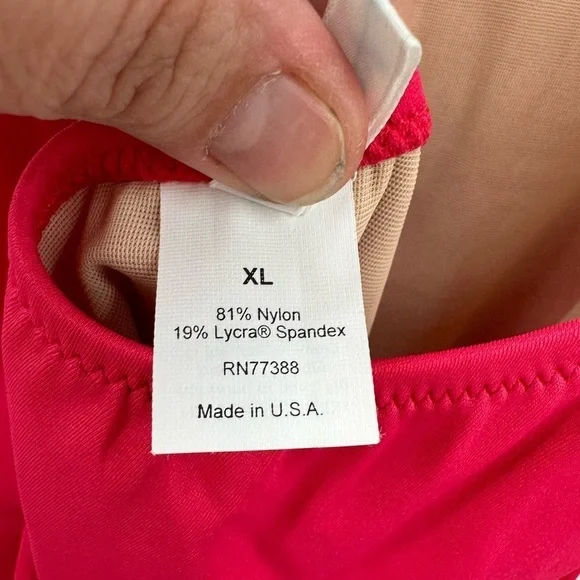 XL
81% Nylon
19% Lycra® Spandex
RN77388
Made in U.S.A.